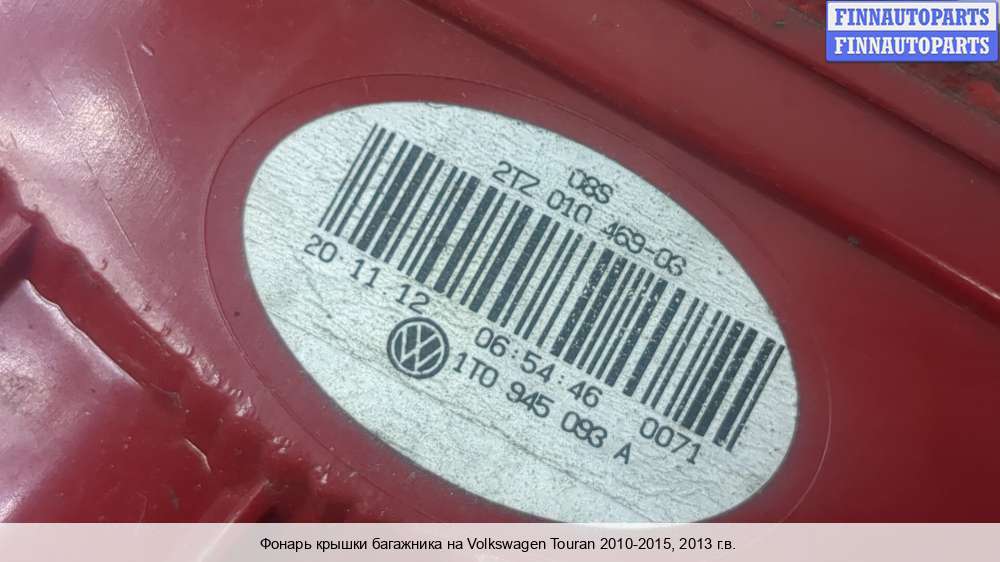 FINNAUTOPARTS
FINNAUTOPARTS
D8S
2TZ 010 469-03
20.11.12 06:54:46 0071
1T0 945 093 A
Фонарь крышки багажника на Volkswagen Touran 2010-2015, 2013 г.в.